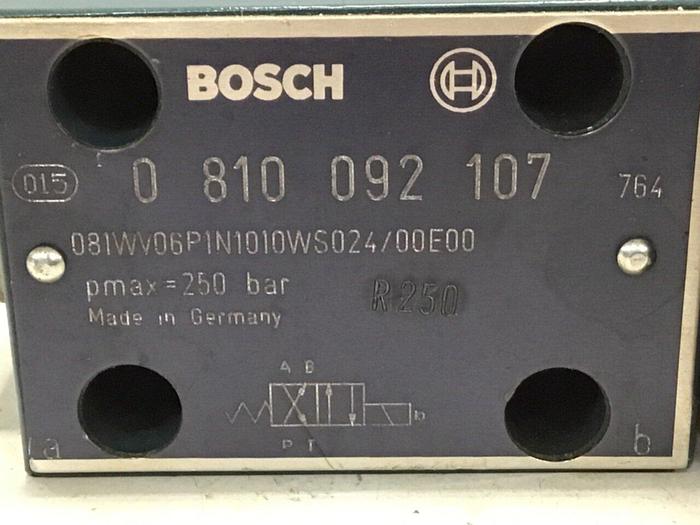 BOSCH
015 0 810 092 107 764
081WV06P1N1010WS024/00E00
pmax=250 bar R250
Made in Germany
A B
b
P T
a b